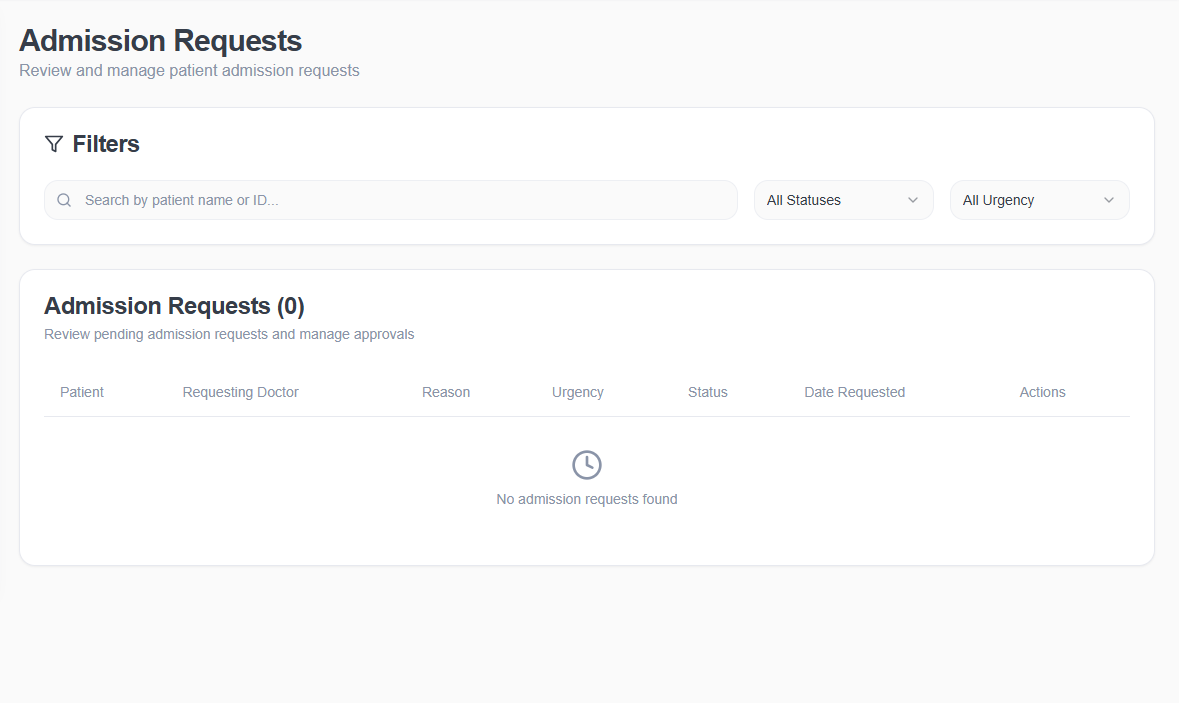 Admission Requests
Review and manage patient admission requests
Filters
Search by patient name or ID...
All Statuses
All Urgency
Admission Requests (0)
Review pending admission requests and manage approvals
Patient Requesting Doctor Reason Urgency Status Date Requested Actions
No admission requests found